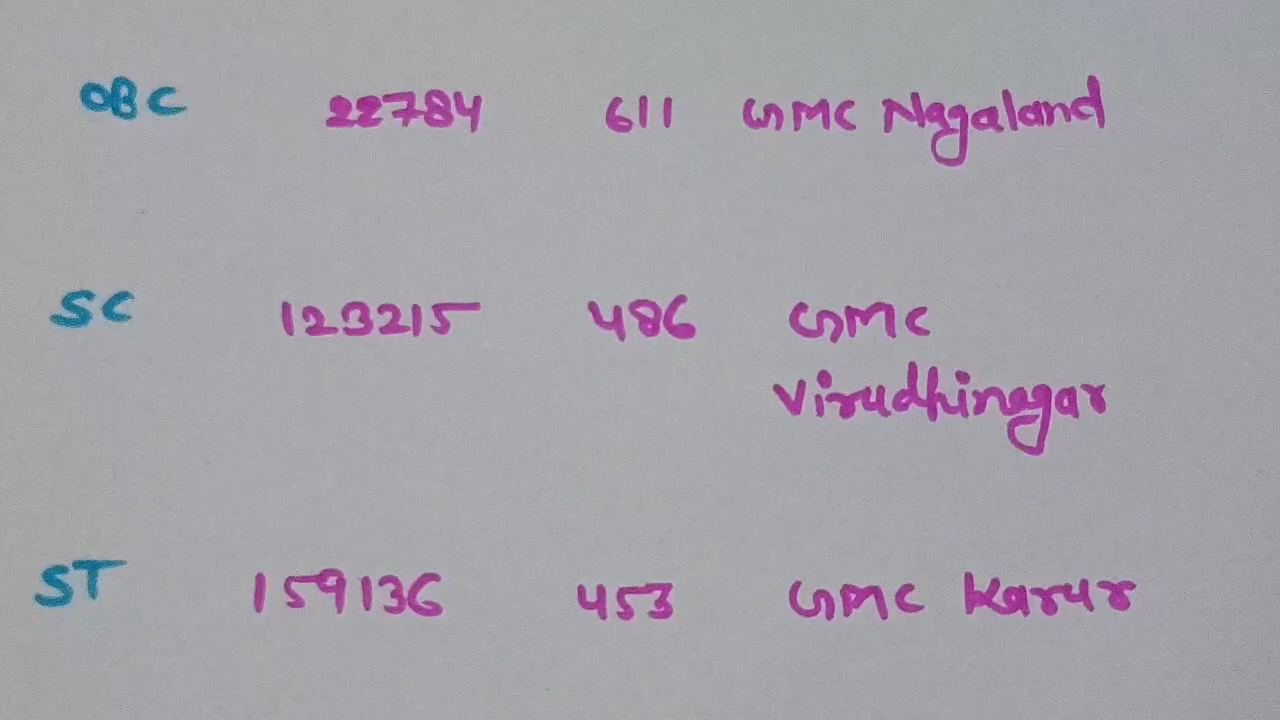 OBC 22784 611 GMC Nagaland
SC 123215 486 GMC
Virudhinagar
ST 159136 453 GMC Karur